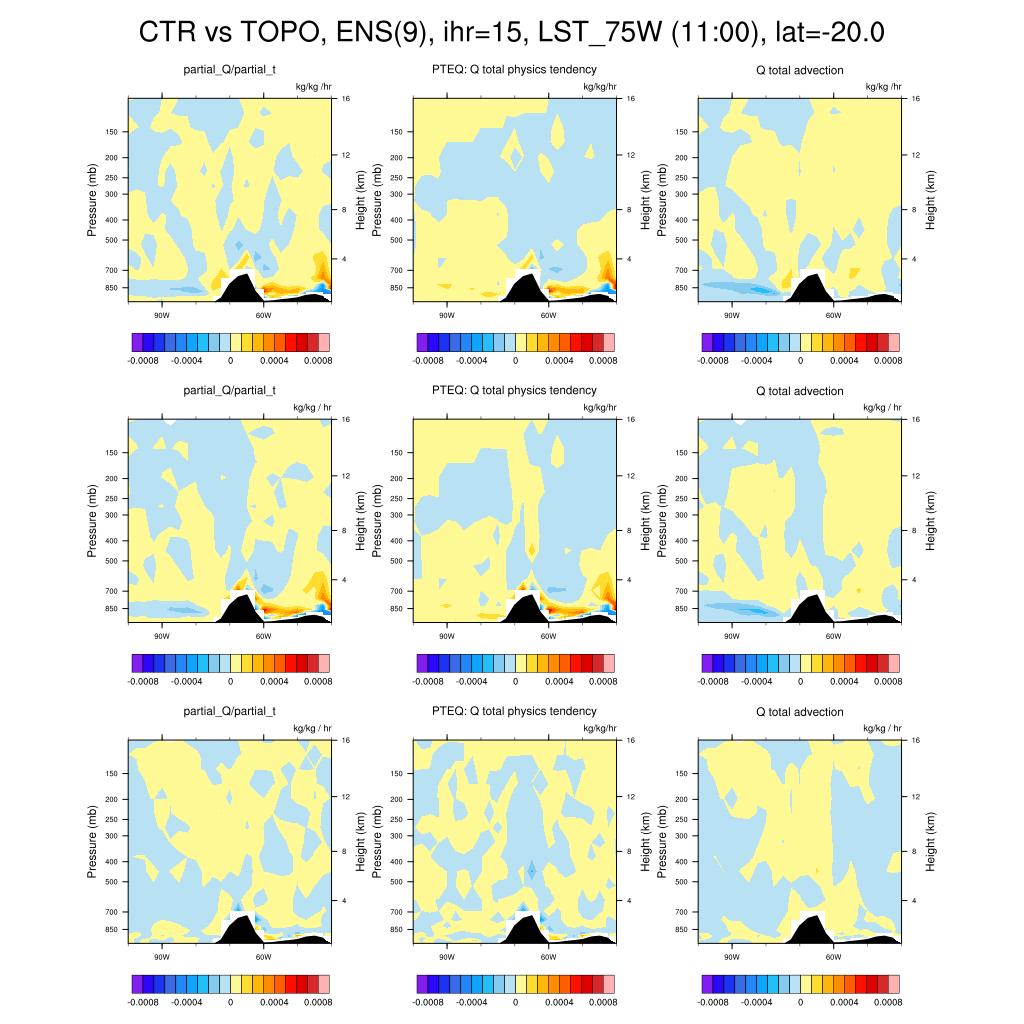 CTR vs TOPO, ENS(9), ihr=15, LST_75W (11:00), lat=-20.0
partial_Q/partial_t
kg/kg /hr
Pressure (mb)
150
200
250
300
400
500
700
850
16
12
8
4
Height (km)
90W 60W
-0.0008 -0.0004 0 0.0004 0.0008
PTEQ: Q total physics tendency
kg/kg/hr
Pressure (mb)
150
200
250
300
400
500
700
850
16
12
8
4
Height (km)
90W 60W
-0.0008 -0.0004 0 0.0004 0.0008
Q total advection
kg/kg/hr
Pressure (mb)
150
200
250
300
400
500
700
850
16
12
8
4
Height (km)
90W 60W
-0.0008 -0.0004 0 0.0004 0.0008
partial_Q/partial_t
kg/kg / hr
Pressure (mb)
150
200
250
300
400
500
700
850
16
12
8
4
Height (km)
90W 60W
-0.0008 -0.0004 0 0.0004 0.0008
PTEQ: Q total physics tendency
kg/kg/hr
Pressure (mb)
150
200
250
300
400
500
700
850
16
12
8
4
Height (km)
90W 60W
-0.0008 -0.0004 0 0.0004 0.0008
Q total advection
kg/kg / hr
Pressure (mb)
150
200
250
300
400
500
700
850
16
12
8
4
Height (km)
90W 60W
-0.0008 -0.0004 0 0.0004 0.0008
partial_Q/partial_t
kg/kg / hr
Pressure (mb)
150
200
250
300
400
500
700
850
16
12
8
4
Height (km)
90W 60W
-0.0008 -0.0004 0 0.0004 0.0008
PTEQ: Q total physics tendency
kg/kg/hr
Pressure (mb)
150
200
250
300
400
500
700
850
16
12
8
4
Height (km)
90W 60W
-0.0008 -0.0004 0 0.0004 0.0008
Q total advection
kg/kg / hr
Pressure (mb)
150
200
250
300
400
500
700
850
16
12
8
4
Height (km)
90W 60W
-0.0008 -0.0004 0 0.0004 0.0008